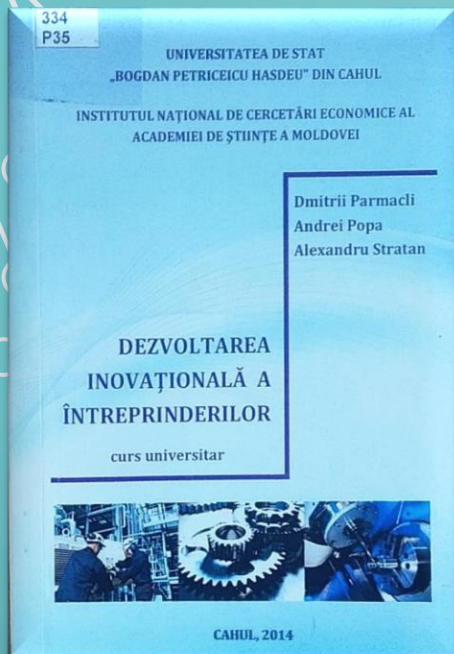 334
P35
UNIVERSITATEA DE STAT
„BOGDAN PETRICEICU HASDEU” DIN CAHUL
INSTITUTUL NAȚIONAL DE CERCETĂRI ECONOMICE AL
ACADEMIEI DE ȘTIINȚE A MOLDOVEI
Dmitrii Parmacli
Andrei Popa
Alexandru Stratan
DEZVOLTAREA
INOVAȚIONALĂ A
ÎNTREPRINDERILOR
curs universitar
CAHUL, 2014